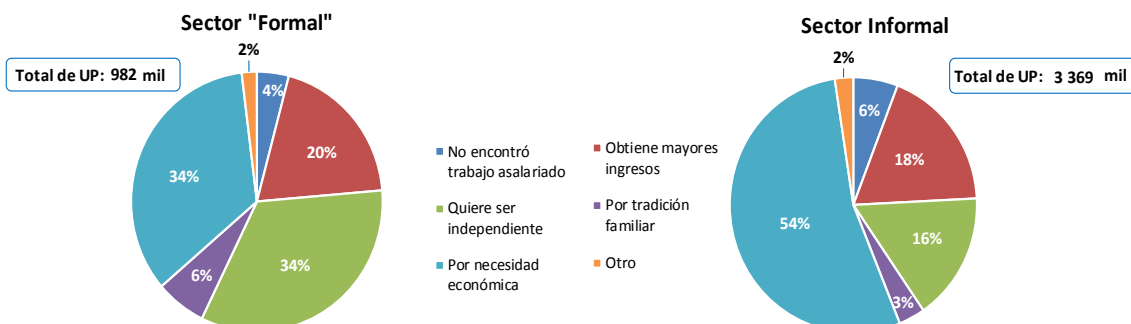 Sector "Formal"
Total de UP: 982 mil
2%
4%
20%
34%
6%
34%
No encontró
trabajo asalariado
Obtiene mayores
ingresos
Quiere ser
independiente
Por tradición
familiar
Por necesidad
económica
Otro
Sector Informal
Total de UP: 3 369 mil
2%
6%
18%
16%
3%
54%